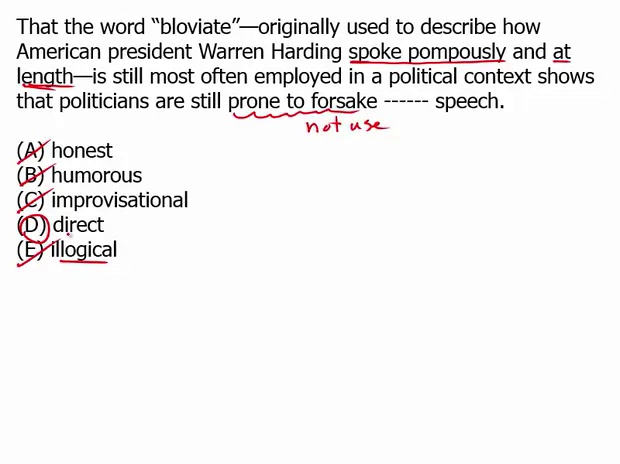 That the word “bloviate”—originally used to describe how
American president Warren Harding spoke pompously and at
length—is still most often employed in a political context shows
that politicians are still prone to forsake ------ speech.
not use
(A) honest
(B) humorous
(C) improvisational
(D) direct
(E) illogical